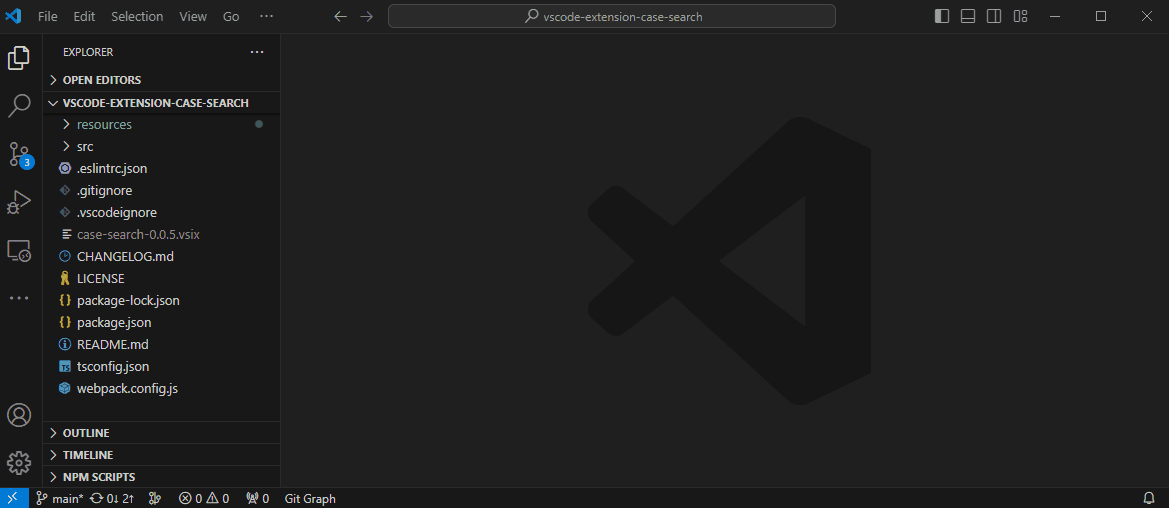 File Edit Selection View Go ··· vscode-extension-case-search
EXPLORER ···
OPEN EDITORS
VSCODE-EXTENSION-CASE-SEARCH
resources
src
.eslintrc.json
.gitignore
3
.vscodeignore
case-search-0.0.5.vsix
CHANGELOG.md
LICENSE
{} package-lock.json
{} package.json
README.md
TS tsconfig.json
webpack.config.js
OUTLINE
TIMELINE
NPM SCRIPTS
main* 0↓ 2↑ 0 0 0 Git Graph